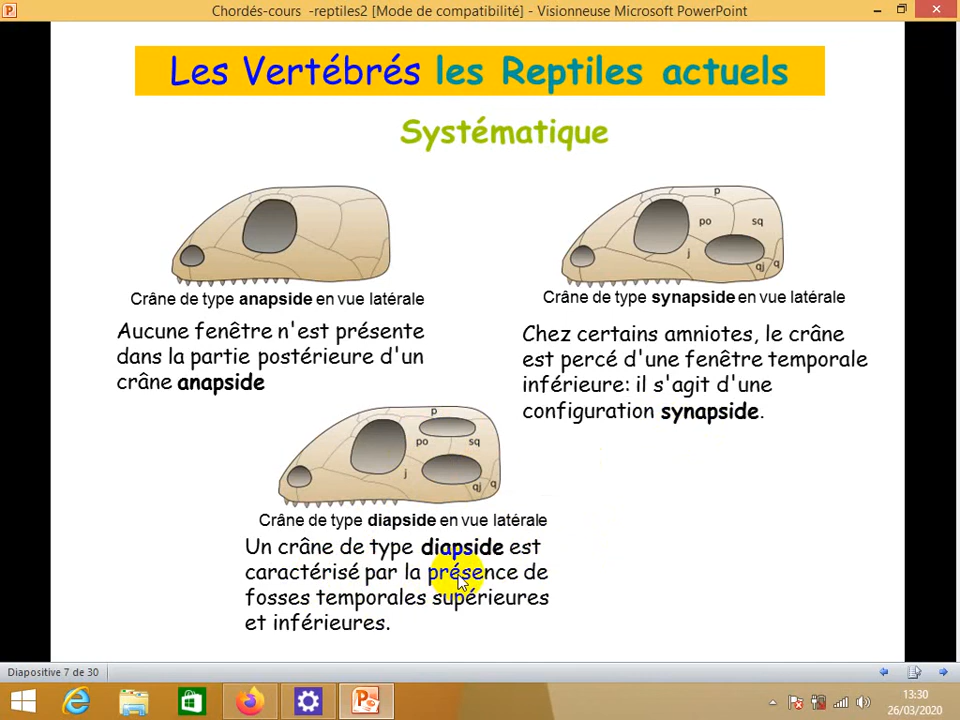 Chordés-cours -reptiles2 [Mode de compatibilité] - Visionneuse Microsoft PowerPoint
Les Vertébrés les Reptiles actuels
Systématique
Crâne de type anapside en vue latérale
Aucune fenêtre n'est présente
dans la partie postérieure d'un
crâne anapside
p
po
sq
j
qj
q
Crâne de type synapside en vue latérale
Chez certains amniotes, le crâne
est percé d'une fenêtre temporale
inférieure: il s'agit d'une
configuration synapside.
p
po
sq
j
qj
q
Crâne de type diapside en vue latérale
Un crâne de type diapside est
caractérisé par la présence de
fosses temporales supérieures
et inférieures.
Diapositive 7 de 30
13:30
26/03/2020